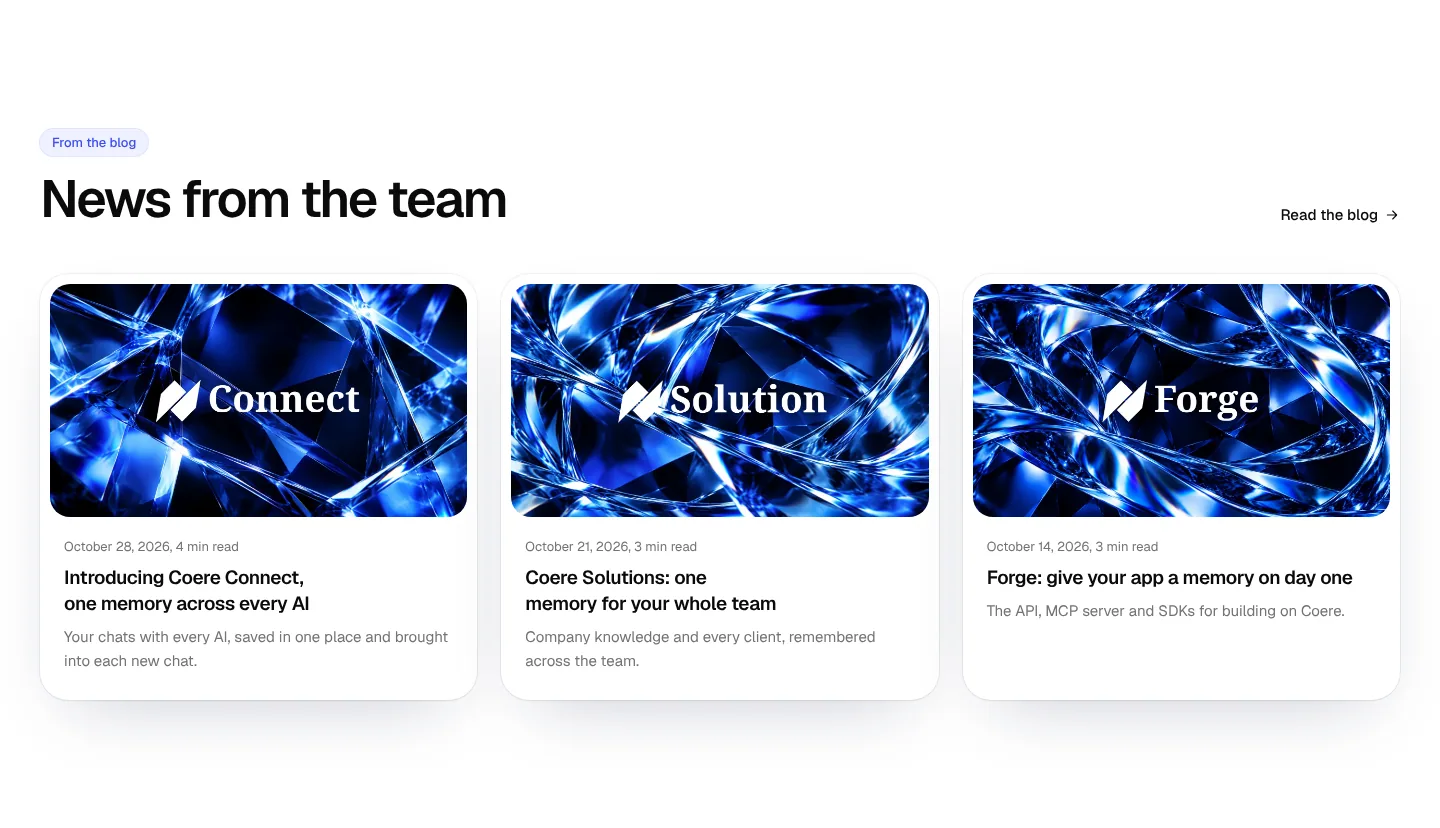 From the blog
News from the team
Read the blog →
Connect
Solution
Forge
October 28, 2026, 4 min read
Introducing Coere Connect,
one memory across every AI
Your chats with every AI, saved in one place and brought
into each new chat.
October 21, 2026, 3 min read
Coere Solutions: one
memory for your whole team
Company knowledge and every client, remembered
across the team.
October 14, 2026, 3 min read
Forge: give your app a memory on day one
The API, MCP server and SDKs for building on Coere.